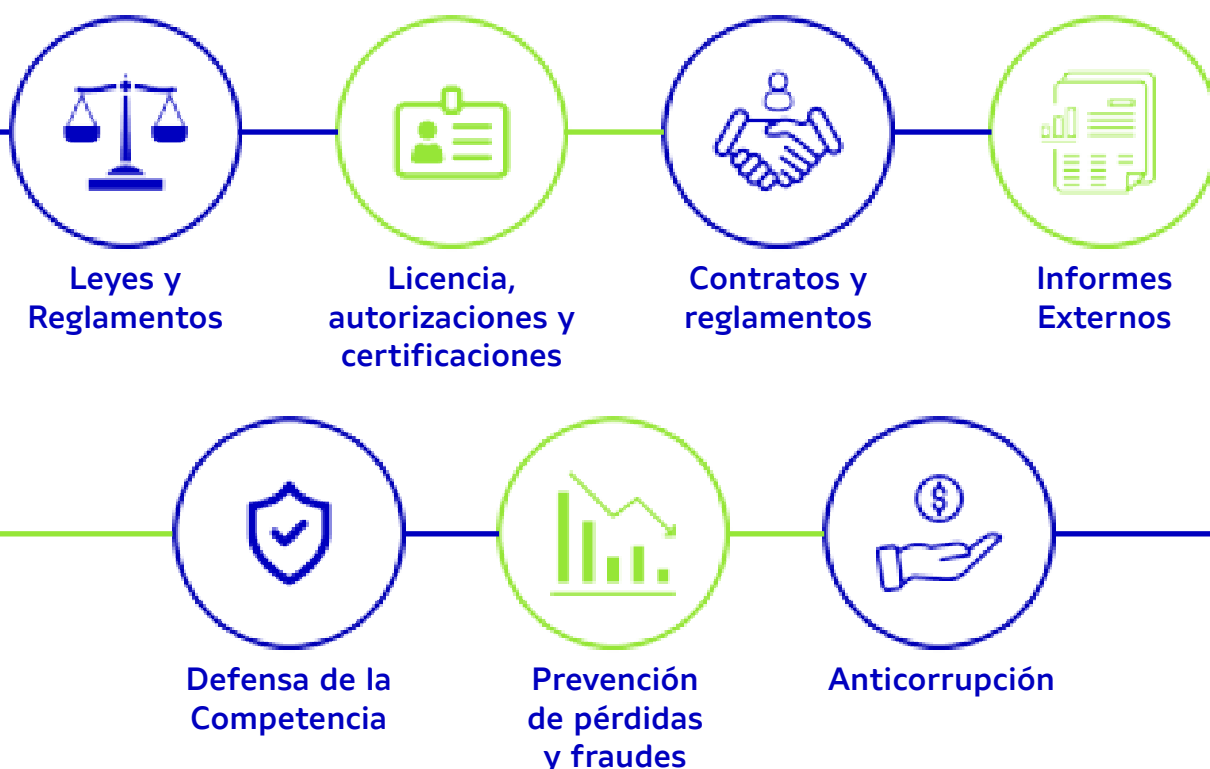 Leyes y
Reglamentos
Licencia,
autorizaciones y
certificaciones
Contratos y
reglamentos
Informes
Externos
$
Defensa de la
Competencia
Prevención
de pérdidas
y fraudes
Anticorrupción